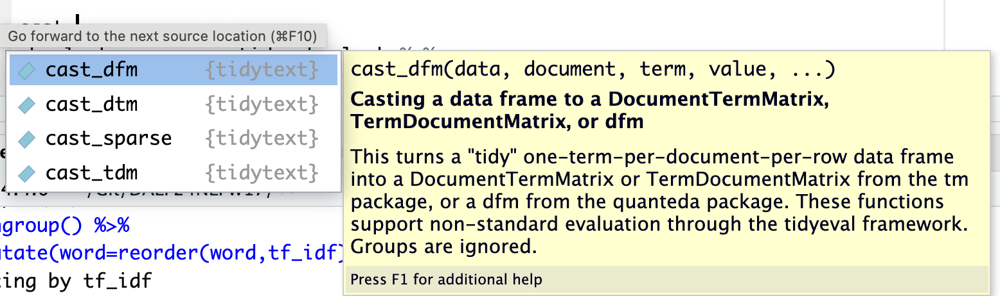 Go forward to the next source location (⌘F10)
cast_dfm {tidytext}
cast_dtm {tidytext}
cast_sparse {tidytext}
cast_tdm {tidytext}
cast_dfm(data, document, term, value, ...)
Casting a data frame to a DocumentTermMatrix,
TermDocumentMatrix, or dfm
This turns a "tidy" one-term-per-document-per-row data frame
into a DocumentTermMatrix or TermDocumentMatrix from the tm
package, or a dfm from the quanteda package. These functions
support non-standard evaluation through the tidyeval framework.
Groups are ignored.
Press F1 for additional help
group() %>%
tate(word=reorder(word,tf_idf)
ing by tf_idf